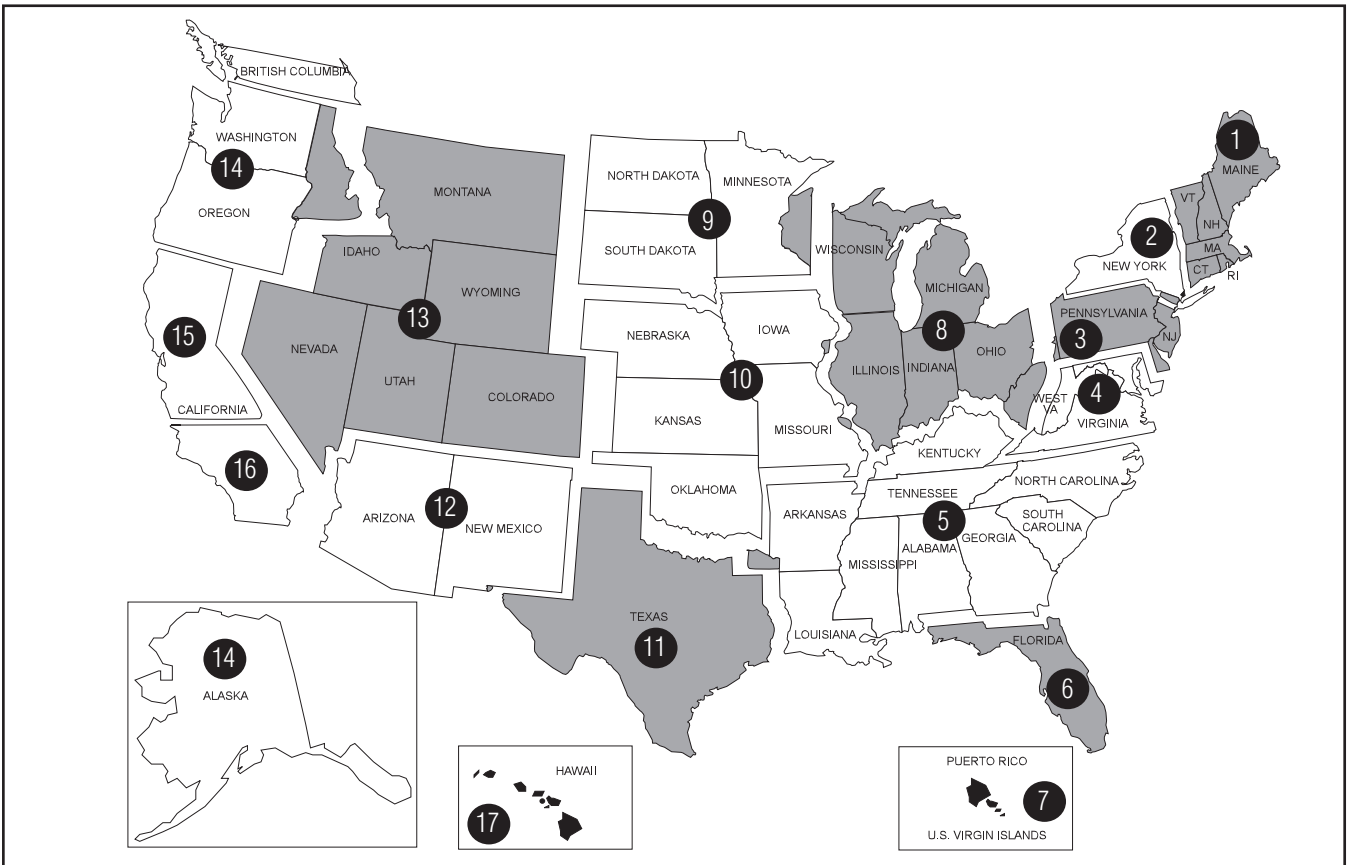 BRITISH COLUMBIA
WASHINGTON
14
OREGON
MONTANA
IDAHO
WYOMING
13
NEVADA
UTAH
COLORADO
15
CALIFORNIA
16
NORTH DAKOTA
MINNESOTA
9
SOUTH DAKOTA
NEBRASKA
IOWA
10
KANSAS
MISSOURI
WISCONSIN
MICHIGAN
8
ILLINOIS
INDIANA
OHIO
1
MAINE
VT
NH
2
NEW YORK
MA
CT
RI
PENNSYLVANIA
3
NJ
WEST
VA
4
VIRGINIA
KENTUCKY
OKLAHOMA
ARKANSAS
TENNESSEE
NORTH CAROLINA
SOUTH
CAROLINA
5
ALABAMA
GEORGIA
MISSISSIPPI
12
ARIZONA
NEW MEXICO
TEXAS
11
LOUISIANA
FLORIDA
6
14
ALASKA
HAWAII
17
PUERTO RICO
7
U.S. VIRGIN ISLANDS